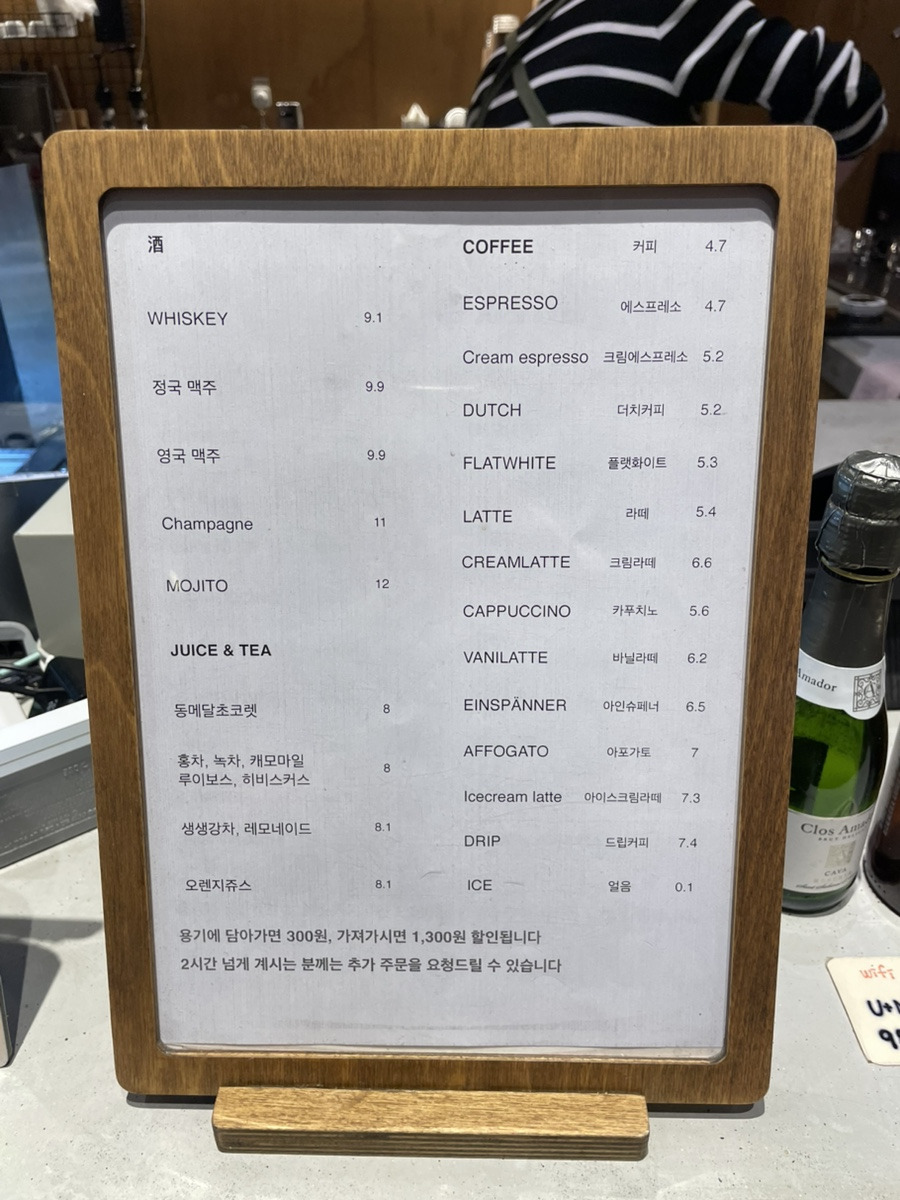 酒
WHISKEY 9.1
정국 맥주 9.9
영국 맥주 9.9
Champagne 11
MOJITO 12
JUICE & TEA
동메달초코렛 8
홍차, 녹차, 캐모마일
루이보스, 히비스커스 8
생생강차, 레모네이드 8.1
오렌지쥬스 8.1
COFFEE 커피 4.7
ESPRESSO 에스프레소 4.7
Cream espresso 크림에스프레소 5.2
DUTCH 더치커피 5.2
FLATWHITE 플랫화이트 5.3
LATTE 라떼 5.4
CREAMLATTE 크림라떼 6.6
CAPPUCCINO 카푸치노 5.6
VANILATTE 바닐라떼 6.2
EINSPÄNNER 아인슈페너 6.5
AFFOGATO 아포가토 7
Icecream latte 아이스크림라떼 7.3
DRIP 드립커피 7.4
ICE 얼음 0.1
용기에 담아가면 300원, 가져가시면 1,300원 할인됩니다
2시간 넘게 계시는 분께는 추가 주문을 요청드릴 수 있습니다
Amador
Clos
CAVA
wifi